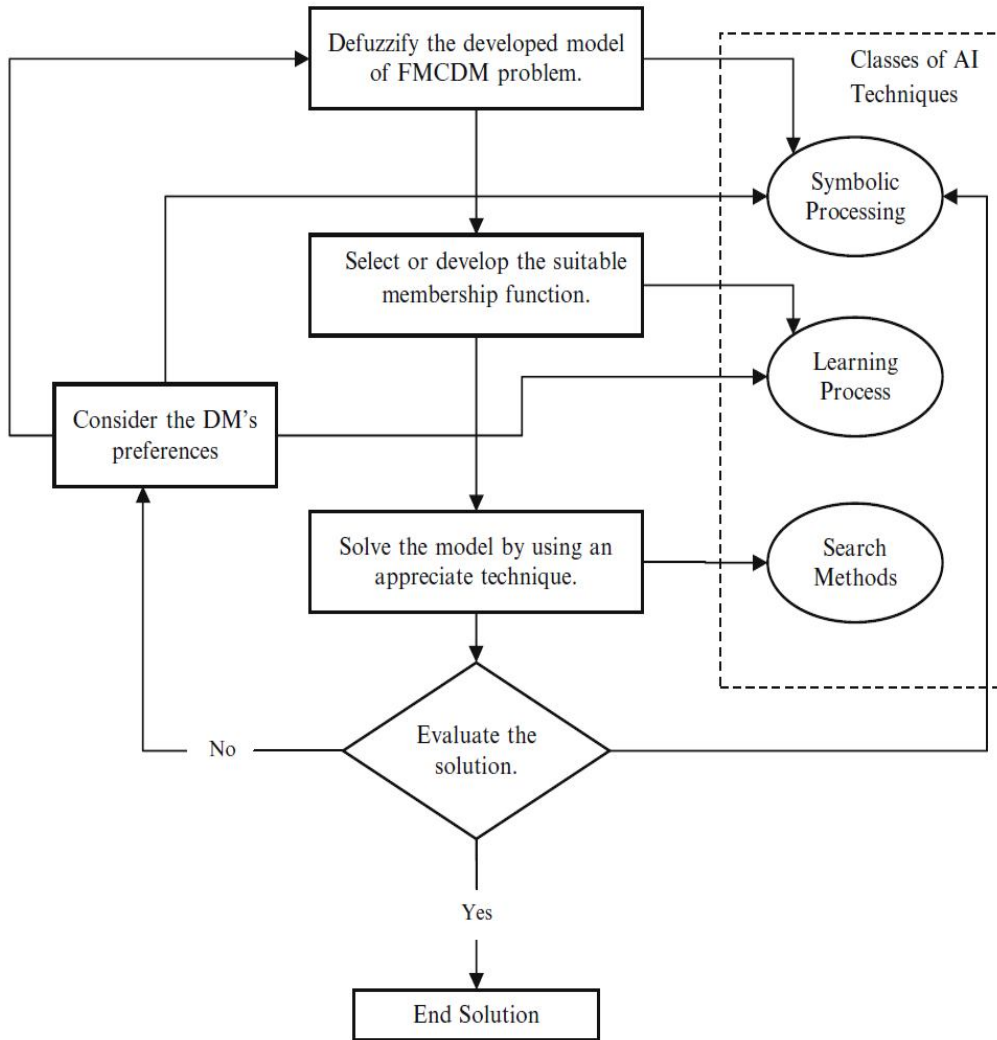 Defuzzify the developed model
of FMCDM problem.
Classes of AI
Techniques
Symbolic
Processing
Select or develop the suitable
membership function.
Learning
Process
Consider the DM’s
preferences
Solve the model by using an
appreciate technique.
Search
Methods
Evaluate the
solution.
No
Yes
End Solution